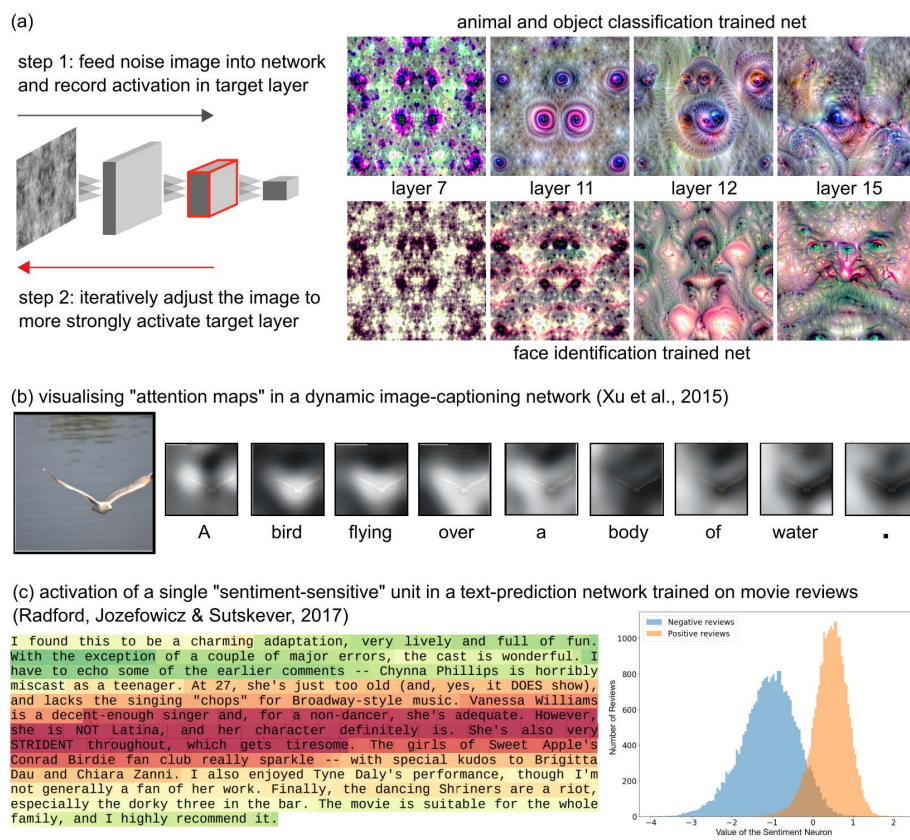 (a)
animal and object classification trained net
step 1: feed noise image into network
and record activation in target layer
layer 7
layer 11
layer 12
layer 15
step 2: iteratively adjust the image to
more strongly activate target layer
face identification trained net
(b) visualising "attention maps" in a dynamic image-captioning network (Xu et al., 2015)
A
bird
flying
over
a
body
of
water
.
(c) activation of a single "sentiment-sensitive" unit in a text-prediction network trained on movie reviews
(Radford, Jozefowicz & Sutskever, 2017)
I found this to be a charming adaptation, very lively and full of fun.
With the exception of a couple of major errors, the cast is wonderful. I
have to echo some of the earlier comments -- Chynna Phillips is horribly
miscast as a teenager. At 27, she's just too old (and, yes, it DOES show),
and lacks the singing "chops" for Broadway-style music. Vanessa Williams
is a decent-enough singer and, for a non-dancer, she's adequate. However,
she is NOT Latina, and her character definitely is. She's also very
STRIDENT throughout, which gets tiresome. The girls of Sweet Apple's
Conrad Birdie fan club really sparkle -- with special kudos to Brigitta
Dau and Chiara Zanni. I also enjoyed Tyne Daly's performance, though I'm
not generally a fan of her work. Finally, the dancing Shriners are a riot,
especially the dorky three in the bar. The movie is suitable for the whole
family, and I highly recommend it.
Negative reviews
Positive reviews
Number of Reviews
1000
800
600
400
200
0
−4
−3
−2
−1
0
1
2
Value of the Sentiment Neuron